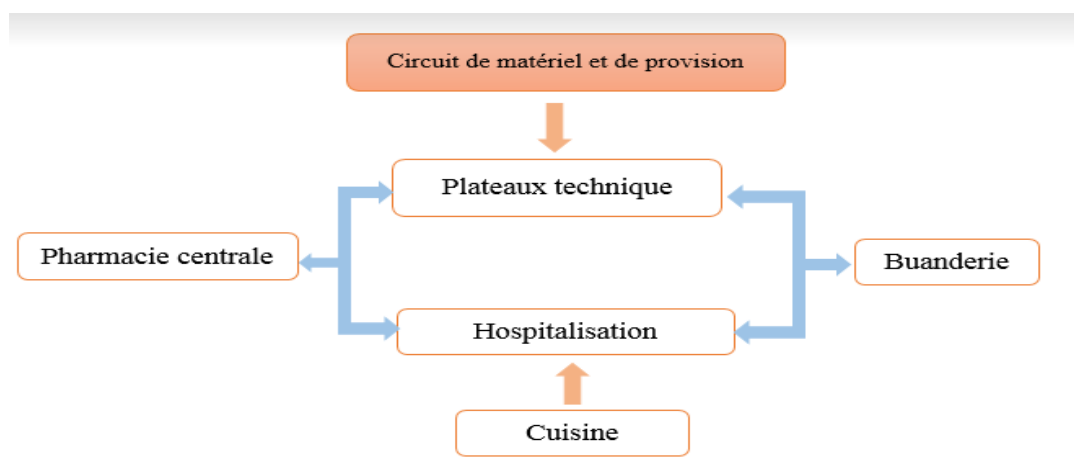 Circuit de matériel et de provision
Plateaux technique
Pharmacie centrale
Buanderie
Hospitalisation
Cuisine